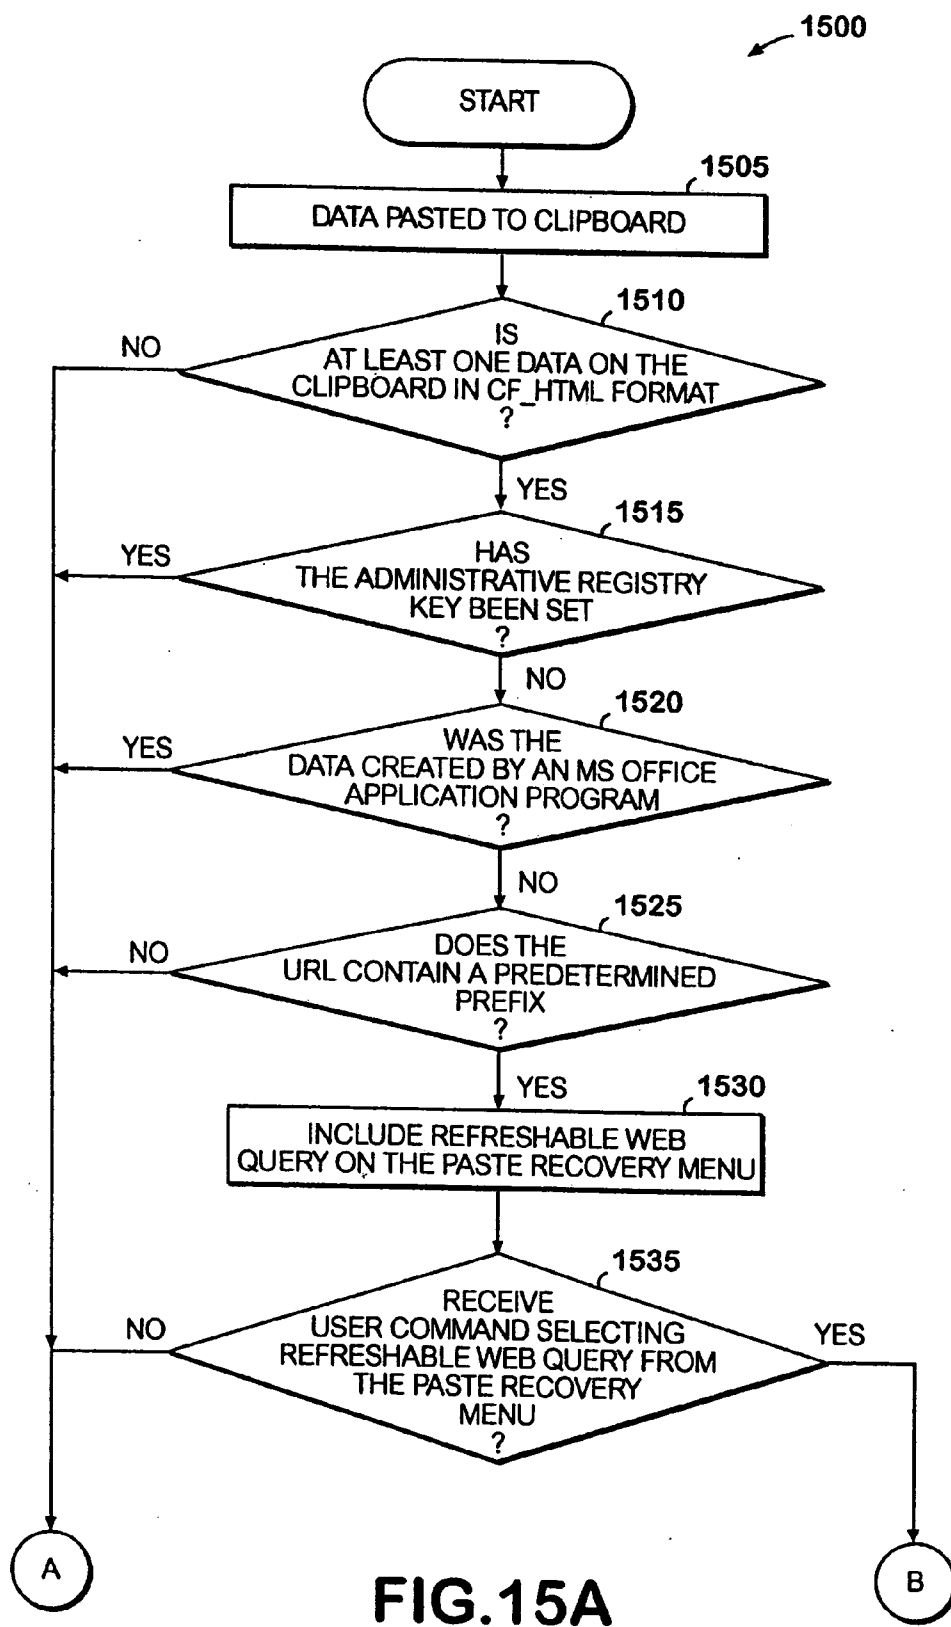 1500
START
1505
DATA PASTED TO CLIPBOARD
1510
NO
IS
AT LEAST ONE DATA ON THE
CLIPBOARD IN CF_HTML FORMAT
?
YES
1515
YES
HAS
THE ADMINISTRATIVE REGISTRY
KEY BEEN SET
?
NO
1520
YES
WAS THE
DATA CREATED BY AN MS OFFICE
APPLICATION PROGRAM
?
NO
1525
NO
DOES THE
URL CONTAIN A PREDETERMINED
PREFIX
?
YES
1530
INCLUDE REFRESHABLE WEB
QUERY ON THE PASTE RECOVERY MENU
1535
NO
RECEIVE
USER COMMAND SELECTING
REFRESHABLE WEB QUERY FROM
THE PASTE RECOVERY
MENU
?
YES
A
B
FIG.15A